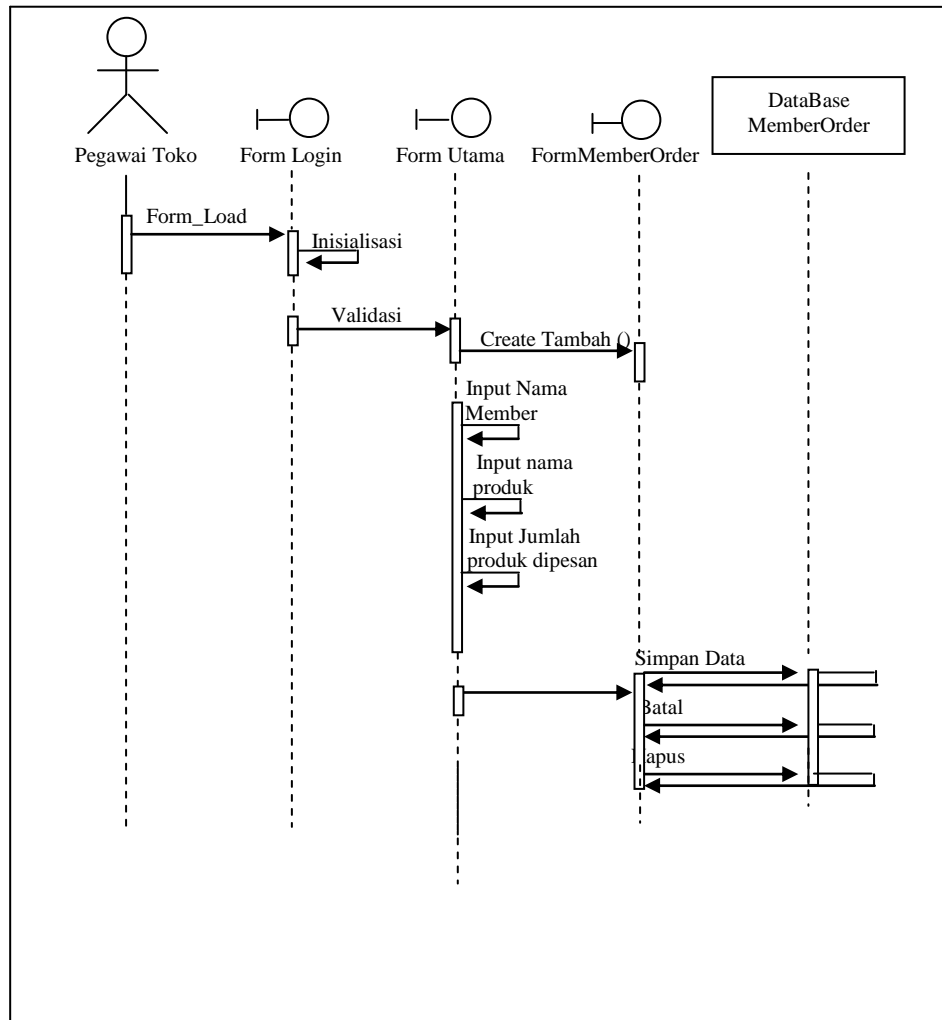 DataBase
MemberOrder
Pegawai Toko
Form Login
Form Utama
FormMemberOrder
Form_Load
Inisialisasi
Validasi
Create Tambah ()
Input Nama
Member
Input nama
produk
Input Jumlah
produk dipesan
Simpan Data
Batal
Hapus